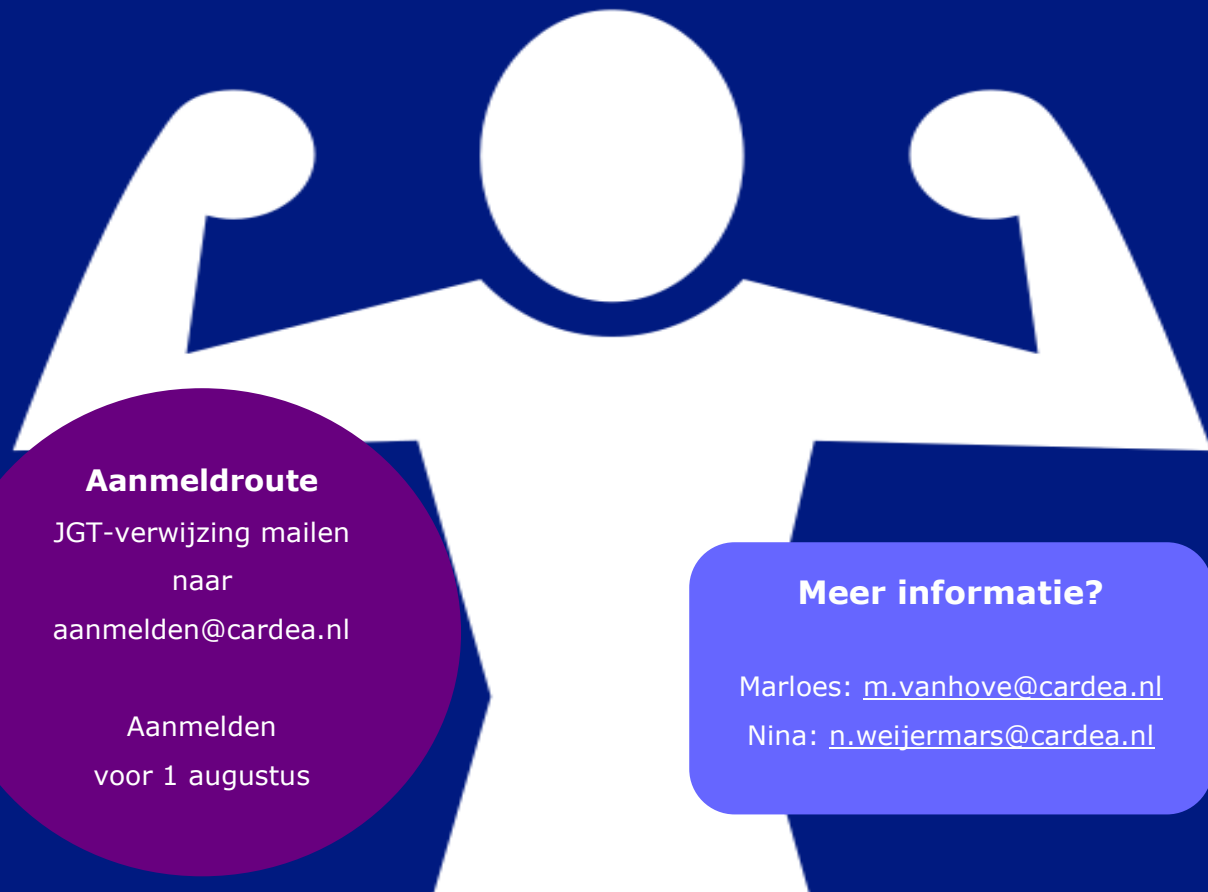 Aanmeldroute
JGT-verwijzing mailen
naar
aanmelden@cardea.nl
Aanmelden
voor 1 augustus
Meer informatie?
Marloes: m.vanhove@cardea.nl
Nina: n.weijermars@cardea.nl